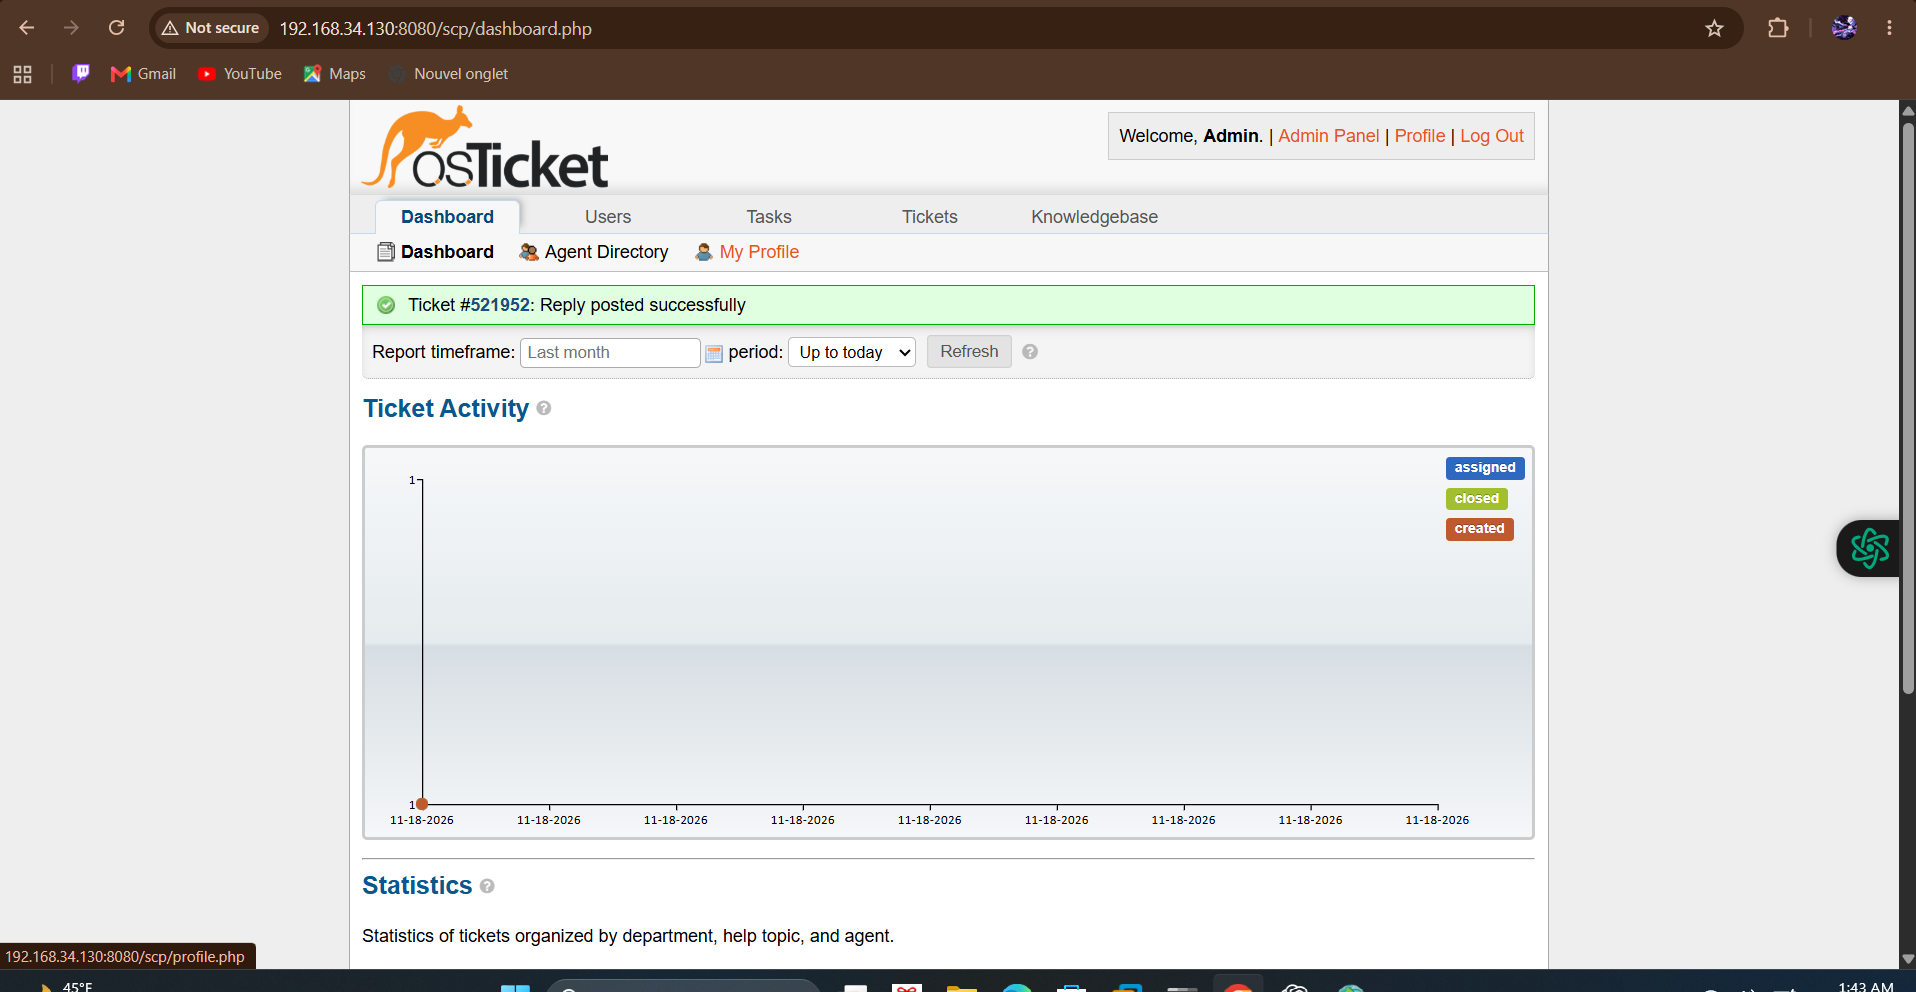 Not secure 192.168.34.130:8080/scp/dashboard.php
Gmail YouTube Maps Nouvel onglet
osTicket
Welcome, Admin. | Admin Panel | Profile | Log Out
Dashboard Users Tasks Tickets Knowledgebase
Dashboard Agent Directory My Profile
Ticket #521952: Reply posted successfully
Report timeframe: Last month period: Up to today Refresh ?
Ticket Activity ?
assigned
closed
created
1
1
11-18-2026 11-18-2026 11-18-2026 11-18-2026 11-18-2026 11-18-2026 11-18-2026 11-18-2026 11-18-2026
Statistics ?
Statistics of tickets organized by department, help topic, and agent.
192.168.34.130:8080/scp/profile.php
45°F
1:43 AM